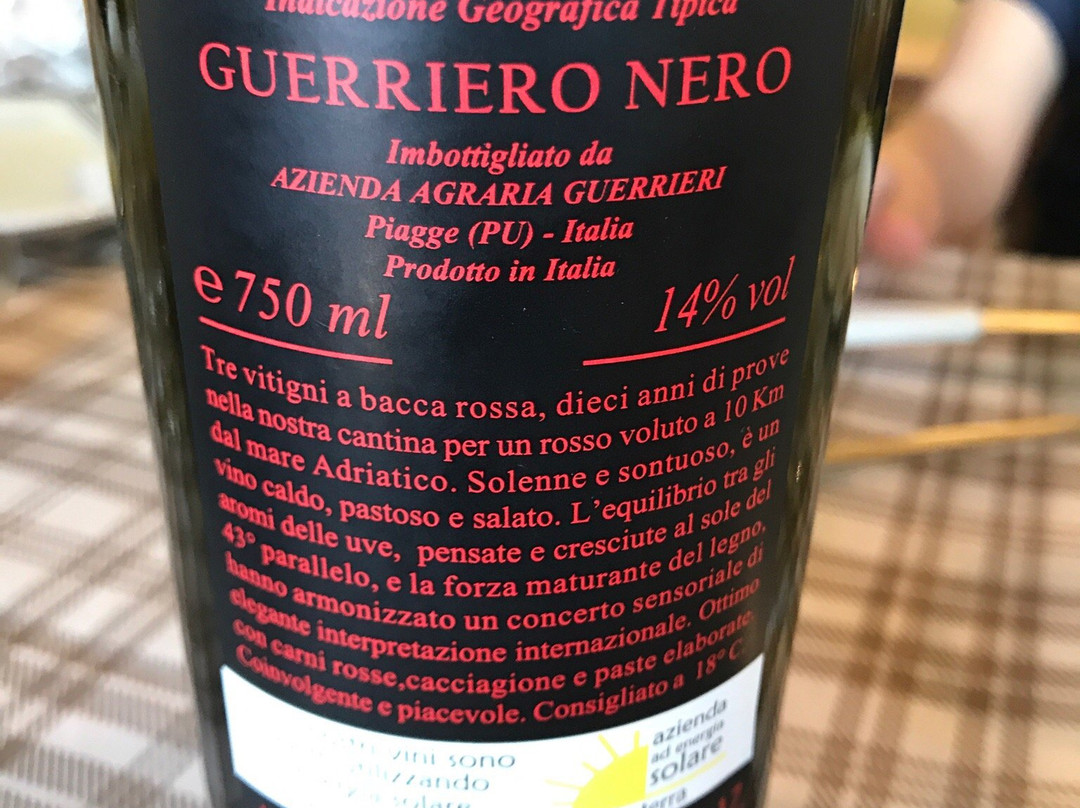 Indicazione Geografica Tipica
GUERRIERO NERO
Imbottigliato da
AZIENDA AGRARIA GUERRIERI
Piagge (PU) - Italia
Prodotto in Italia
℮ 750 ml
14% vol
Tre vitigni a bacca rossa, dieci anni di prove
nella nostra cantina per un rosso voluto a 10 Km
dal mare Adriatico. Solenne e sontuoso, è un
vino caldo, pastoso e salato. L'equilibrio tra gli
aromi delle uve, pensate e cresciute al sole del
43° parallelo, e la forza maturante del legno,
hanno armonizzato un concerto sensoriale di
elegante interpretazione internazionale. Ottimo
con carni rosse,cacciagione e paste elaborate.
Coinvolgente e piacevole. Consigliato a 18° C.
vini sono
solare
azienda
ad energia
solare
terra